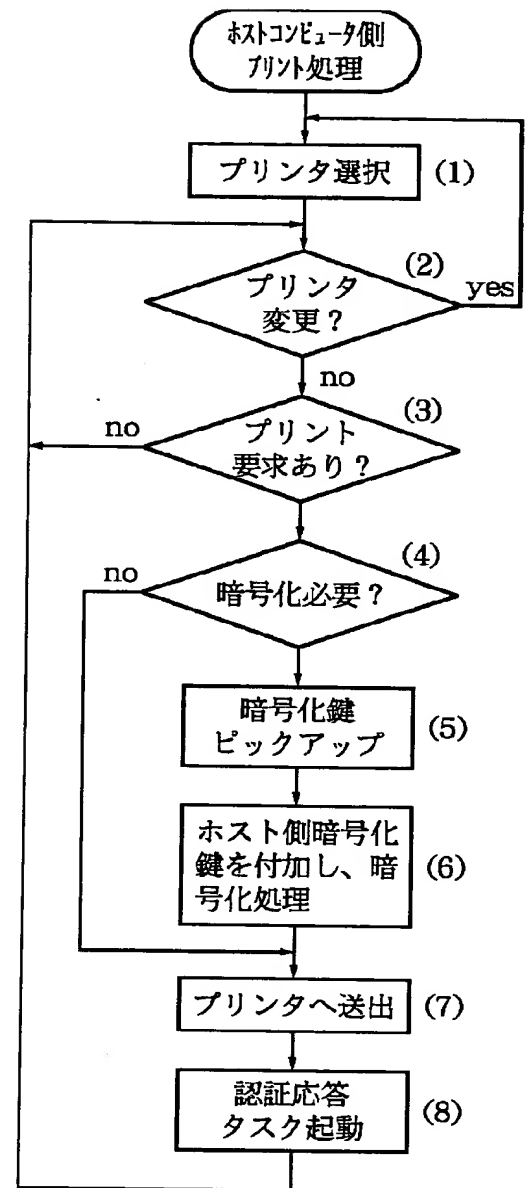 ホストコンピュータ側
プリント処理
プリンタ選択
(1)
(2)
プリンタ
変更？
yes
no
(3)
no
プリント
要求あり？
(4)
no
暗号化必要？
暗号化鍵
ピックアップ
(5)
ホスト側暗号化
鍵を付加し、暗
号化処理
(6)
プリンタへ送出
(7)
認証応答
タスク起動
(8)